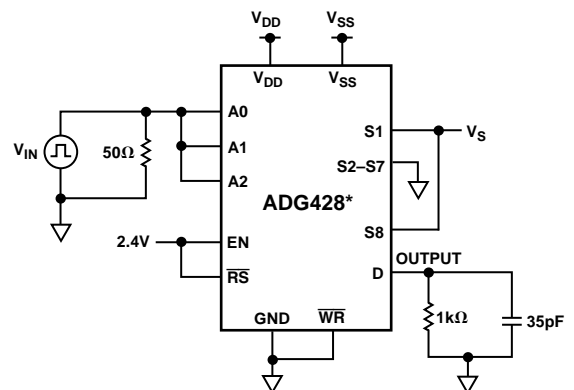 VDD VSS
VDD VSS
A0
S1 VS
VIN 50Ω A1
S2–S7
A2
ADG428*
S8
2.4V EN
OUTPUT
D
RS
1kΩ 35pF
GND WR